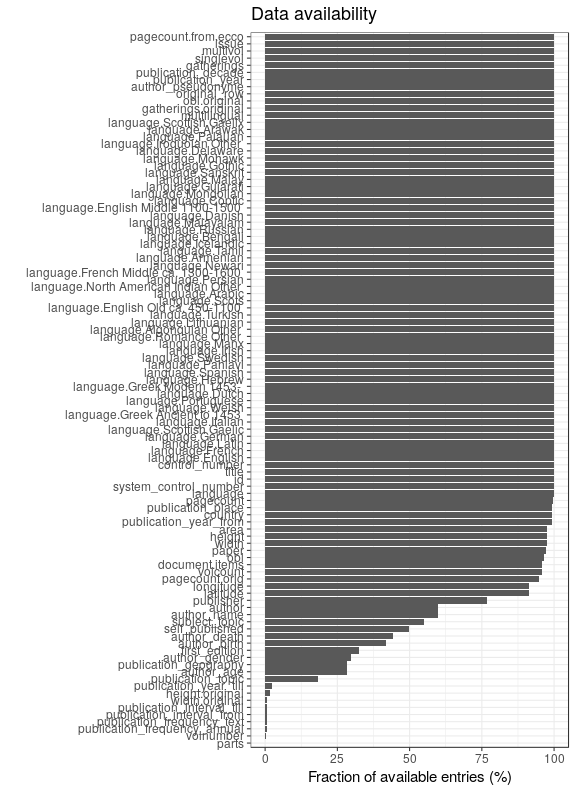 Data availability
pagecount.from.ecco
issue
multivol
singlevol
gatherings
publication_decade
publication_year
author_pseudonyme
original_row
obl.original
gatherings.original
multilingual
language.Scottish Gaelix
language.Arawak
language.Palauan
language.Iroquoian Other
language.Delaware
language.Mohawk
language.Gothic
language.Sanskrit
language.Malay
language.Gujarati
language.Mongolian
language.Coptic
language.English Middle 1100-1500
language.Danish
language.Malayalam
language.Russian
language.Bengali
language.Icelandic
language.Tamil
language.Armenian
language.Newari
language.French Middle ca. 1300-1600
language.Persian
language.North American Indian Other
language.Arabic
language.Scots
language.English Old ca. 450-1100
language.Turkish
language.Lithuanian
language.Algonquian Other
language.Romance Other
language.Manx
language.Irish
language.Swedish
language.Pahlavi
language.Spanish
language.Hebrew
language.Greek Modern 1453-
language.Dutch
language.Portuguese
language.Welsh
language.Greek Ancient to 1453
language.Italian
language.Scottish Gaelic
language.German
language.Latin
language.French
language.English
control_number
title
id
system_control_number
language
pagecount
publication_place
country
publication_year_from
area
height
width
paper
obl
document.items
volcount
pagecount.orig
longitude
latitude
publisher
author
author_name
subject_topic
self_published
author_death
author_birth
first_edition
author_gender
publication_geography
author_age
publication_topic
publication_year_till
height.original
width.original
publication_interval_till
publication_interval_from
publication_frequency_text
publication_frequency_annual
volnumber
parts
0 25 50 75 100
Fraction of available entries (%)